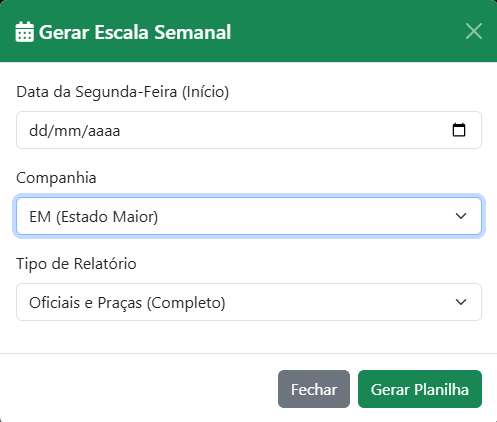 Gerar Escala Semanal
Data da Segunda-Feira (Início)
dd/mm/aaaa
Companhia
EM (Estado Maior)
Tipo de Relatório
Oficiais e Praças (Completo)
Fechar
Gerar Planilha